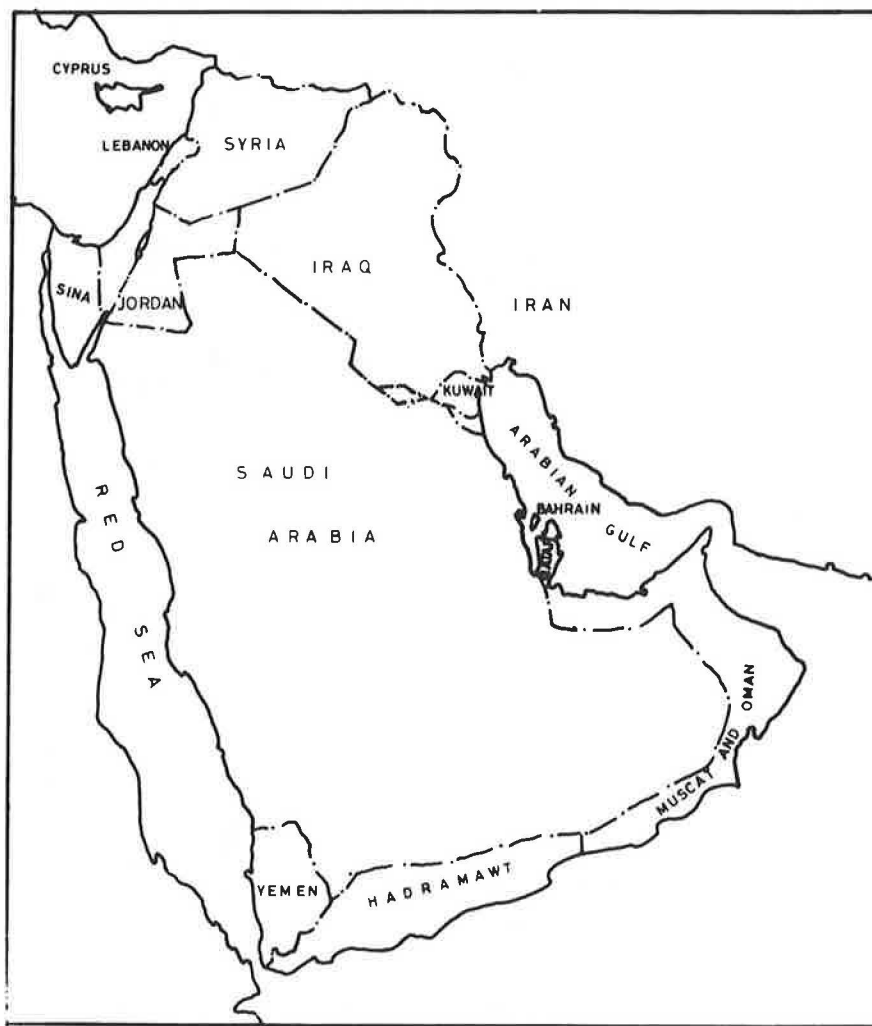 CYPRUS
LEBANON
SYRIA
IRAQ
IRAN
SINA
JORDAN
KUWAIT
SAUDI
ARABIA
ARABIAN
GULF
BAHRAIN
RED
SEA
MUSCAY AND OMAN
YEMEN
HADRAMAWT